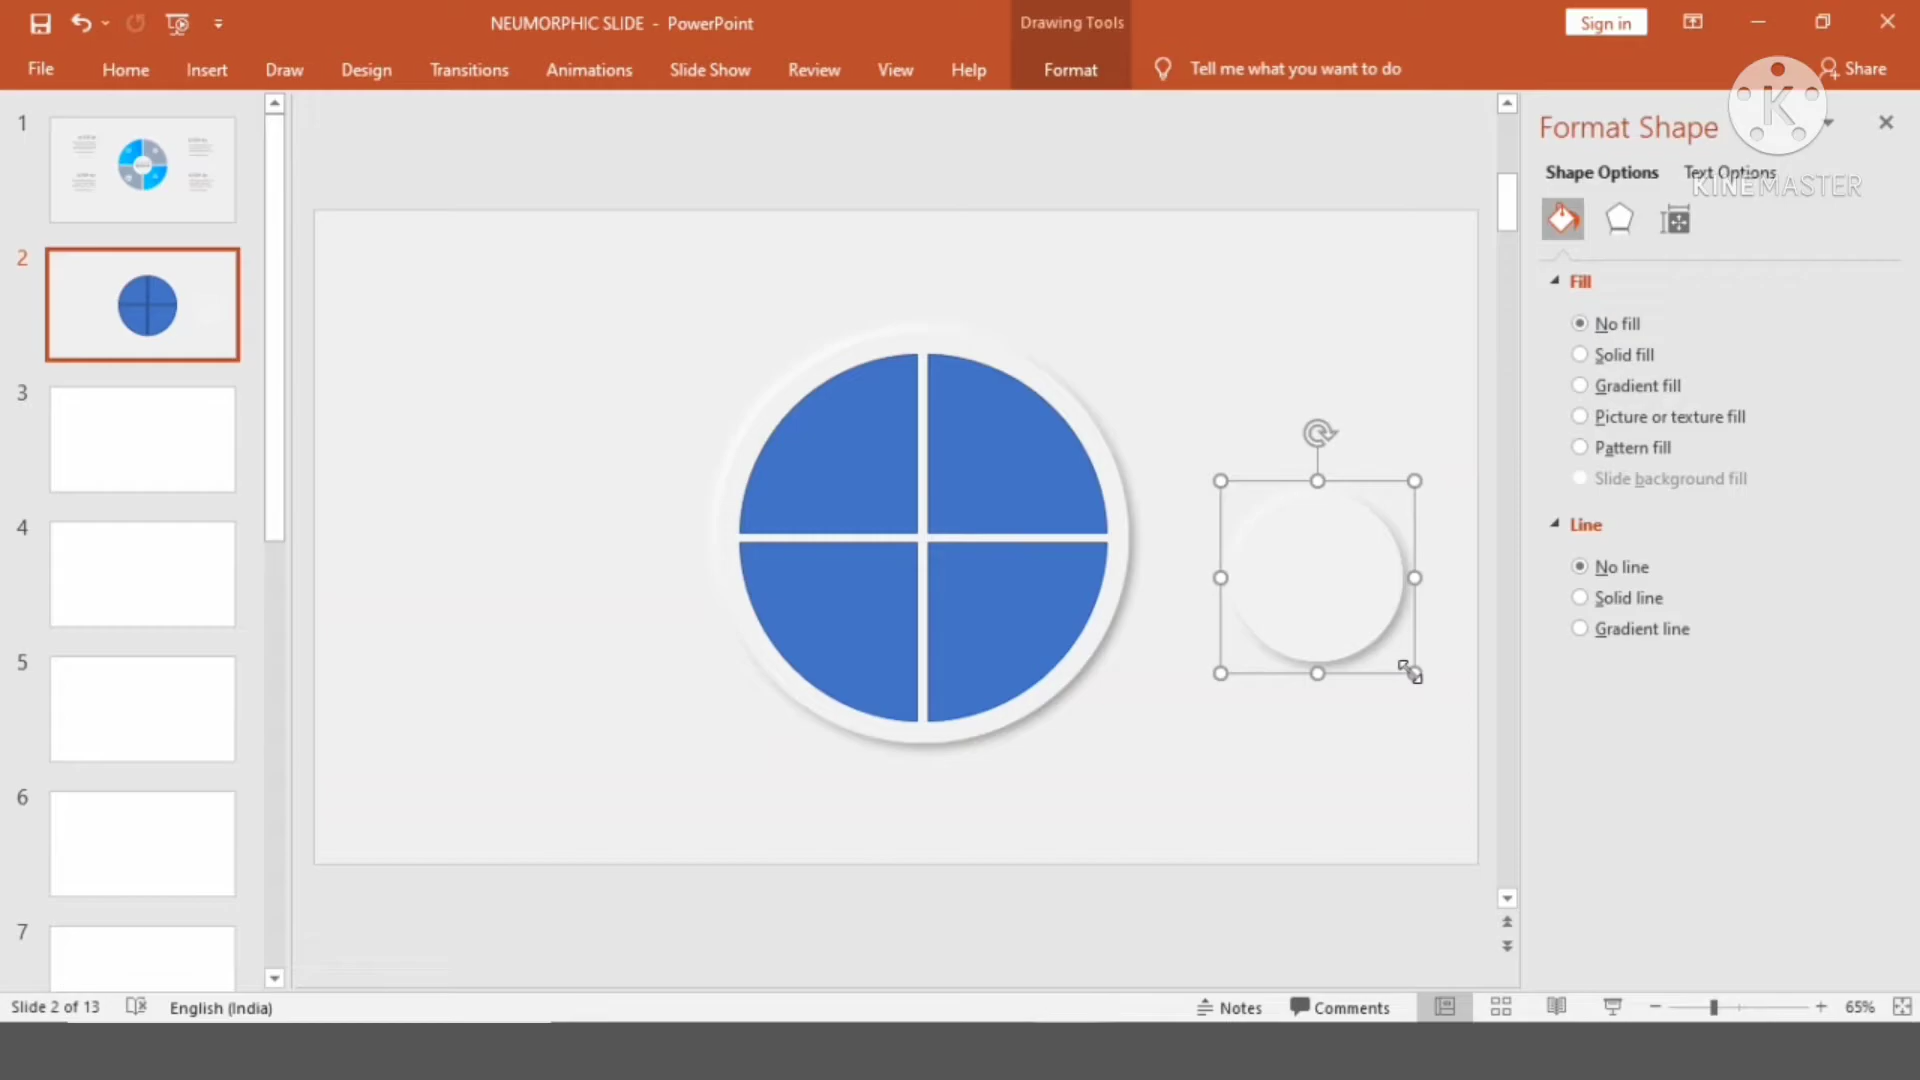 NEUMORPHIC SLIDE - PowerPoint
Drawing Tools
Sign in
File
Home
Insert
Draw
Design
Transitions
Animations
Slide Show
Review
View
Help
Format
Tell me what you want to do
Share
K
KINEMASTER
1
2
3
4
5
6
7
Format Shape
Shape Options
Text Options
Fill
No fill
Solid fill
Gradient fill
Picture or texture fill
Pattern fill
Slide background fill
Line
No line
Solid line
Gradient line
Slide 2 of 13
English (India)
Notes
Comments
65%